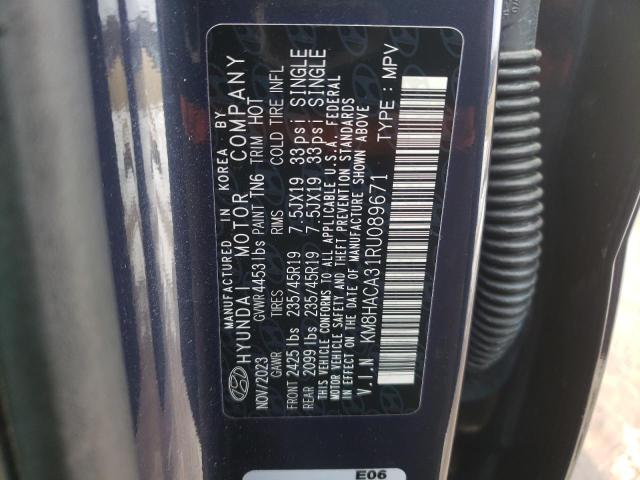 MANUFACTURED IN KOREA BY
HYUNDAI MOTOR COMPANY
NOV/2023 GVWR 4453lbs PAINT TN6 TRIM HOT
GAWR TIRES RIMS COLD TIRE INFL
FRONT 2425 lbs 235/45R19 7.5JX19 33psi SINGLE
REAR 2099 lbs 235/45R19 7.5JX19 33psi SINGLE
THIS VEHICLE CONFORMS TO ALL APPLICABLE U.S.A. FEDERAL
MOTOR VEHICLE SAFETY AND THEFT PREVENTION STANDARDS
IN EFFECT ON THE DATE OF MANUFACTURE SHOWN ABOVE
V.I.N KM8HACA31RU089671 TYPE : MPV
E06